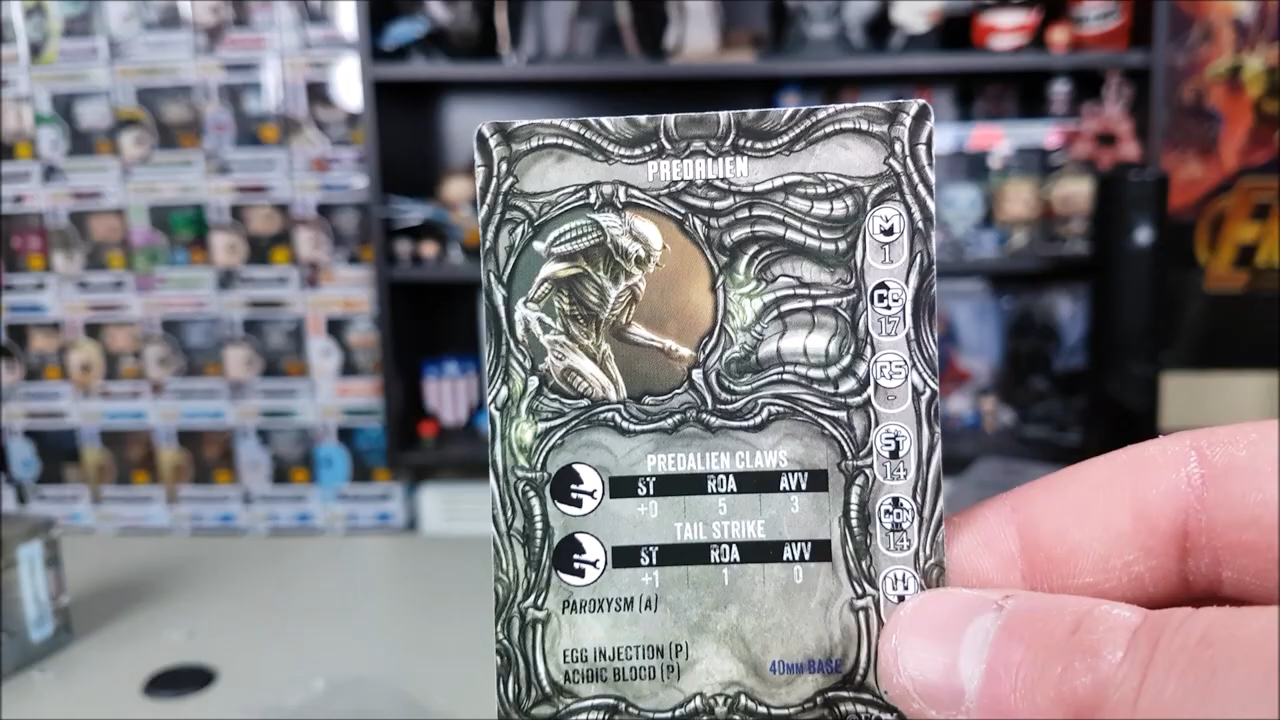 PREDALIEN
M
1
CC
17
RS
-
ST
14
CON
14
W
PREDALIEN CLAWS
ST ROA AVV
+0 5 3
TAIL STRIKE
ST ROA AVV
+1 1 0
PAROXYSM (A)
EGG INJECTION (P)
ACIDIC BLOOD (P)
40MM BASE